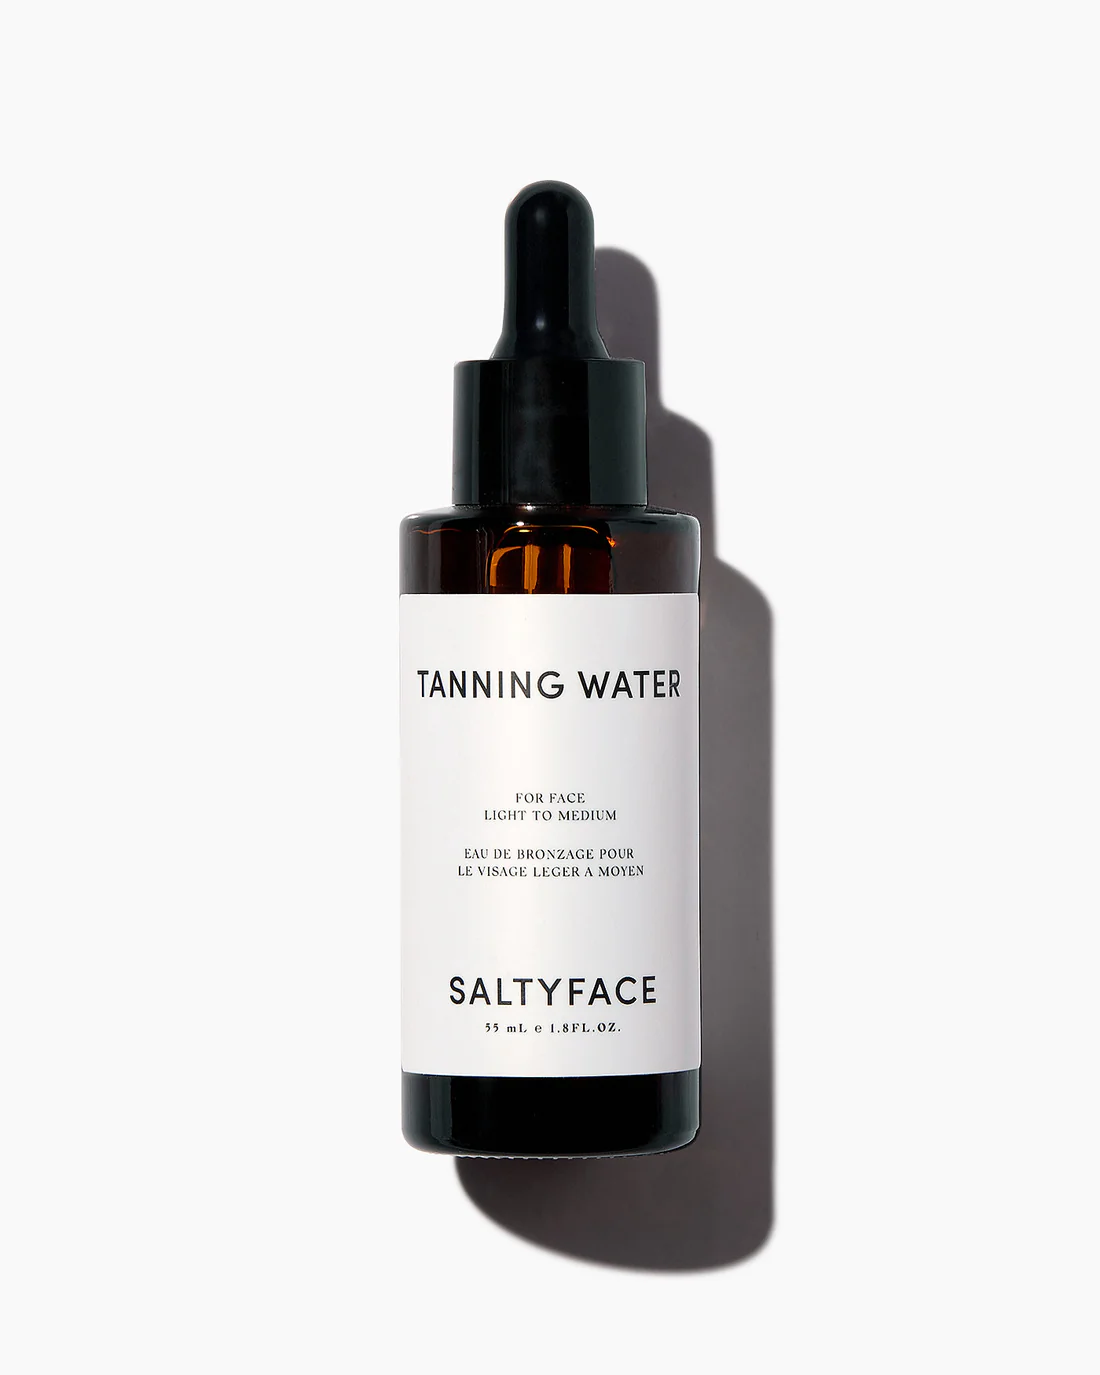 TANNING WATER
FOR FACE
LIGHT TO MEDIUM
EAU DE BRONZAGE POUR
LE VISAGE LEGER A MOYEN
SALTYFACE
55 mL e 1.8FL.OZ.